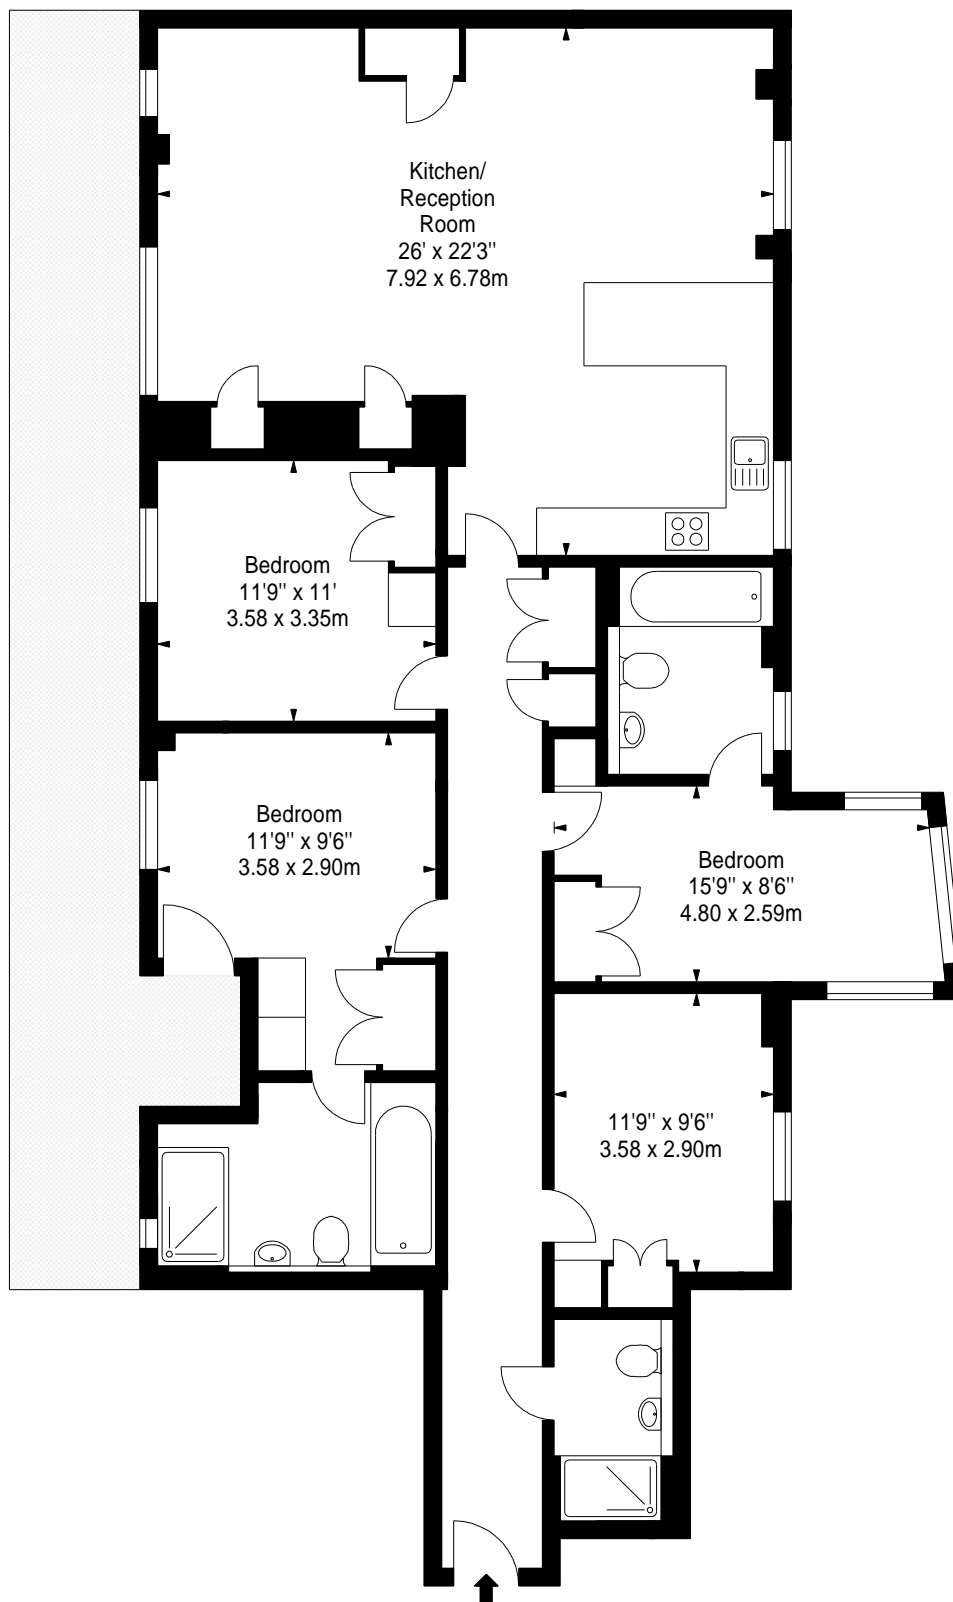 Kitchen/
Reception
Room
26' x 22'3"
7.92 x 6.78m
Bedroom
11'9" x 11'
3.58 x 3.35m
Bedroom
11'9" x 9'6"
3.58 x 2.90m
Bedroom
15'9" x 8'6"
4.80 x 2.59m
11'9" x 9'6"
3.58 x 2.90m